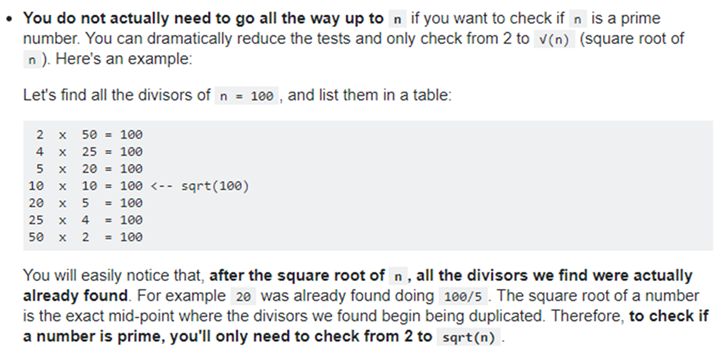 • You do not actually need to go all the way up to n if you want to check if n is a prime
number. You can dramatically reduce the tests and only check from 2 to √(n) (square root of
n ). Here's an example:
Let's find all the divisors of n = 100 , and list them in a table:
2 x 50 = 100
4 x 25 = 100
5 x 20 = 100
10 x 10 = 100 <-- sqrt(100)
20 x 5 = 100
25 x 4 = 100
50 x 2 = 100
You will easily notice that, after the square root of n , all the divisors we find were actually
already found. For example 20 was already found doing 100/5 . The square root of a number
is the exact mid-point where the divisors we found begin being duplicated. Therefore, to check if
a number is prime, you'll only need to check from 2 to sqrt(n) .